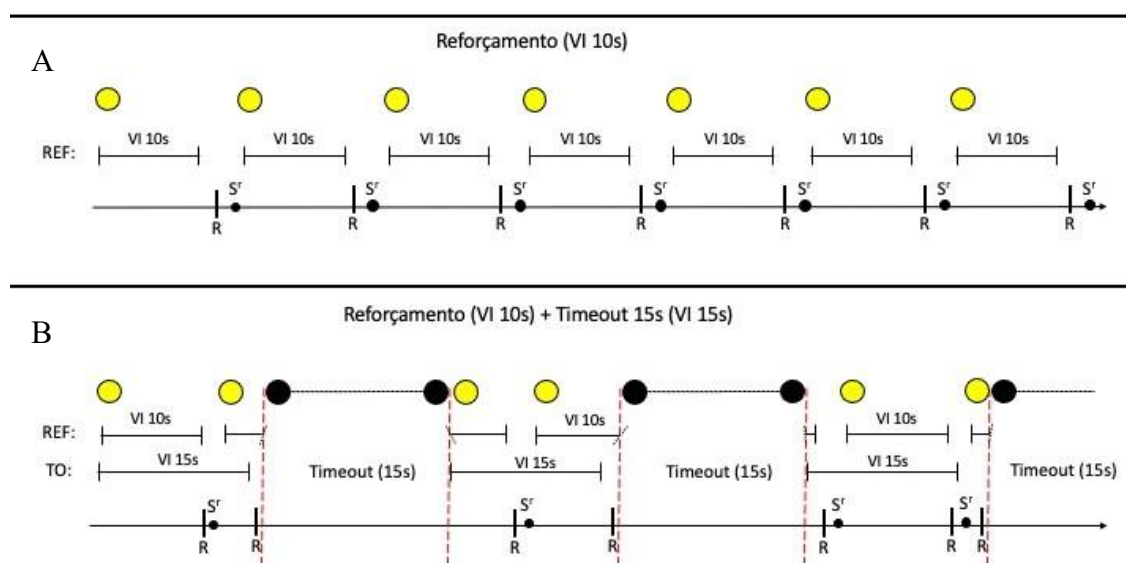 Reforçamento (VI 10s)
A
VI 10s VI 10s VI 10s VI 10s VI 10s VI 10s VI 10s
REF:
Sʳ Sʳ Sʳ Sʳ Sʳ Sʳ Sʳ
R R R R R R R
Reforçamento (VI 10s) + Timeout 15s (VI 15s)
B
VI 10s VI 10s VI 10s
REF:
TO: VI 15s Timeout (15s) VI 15s Timeout (15s) VI 15s Timeout (15s)
Sʳ Sʳ Sʳ Sʳ
R R R R R R R